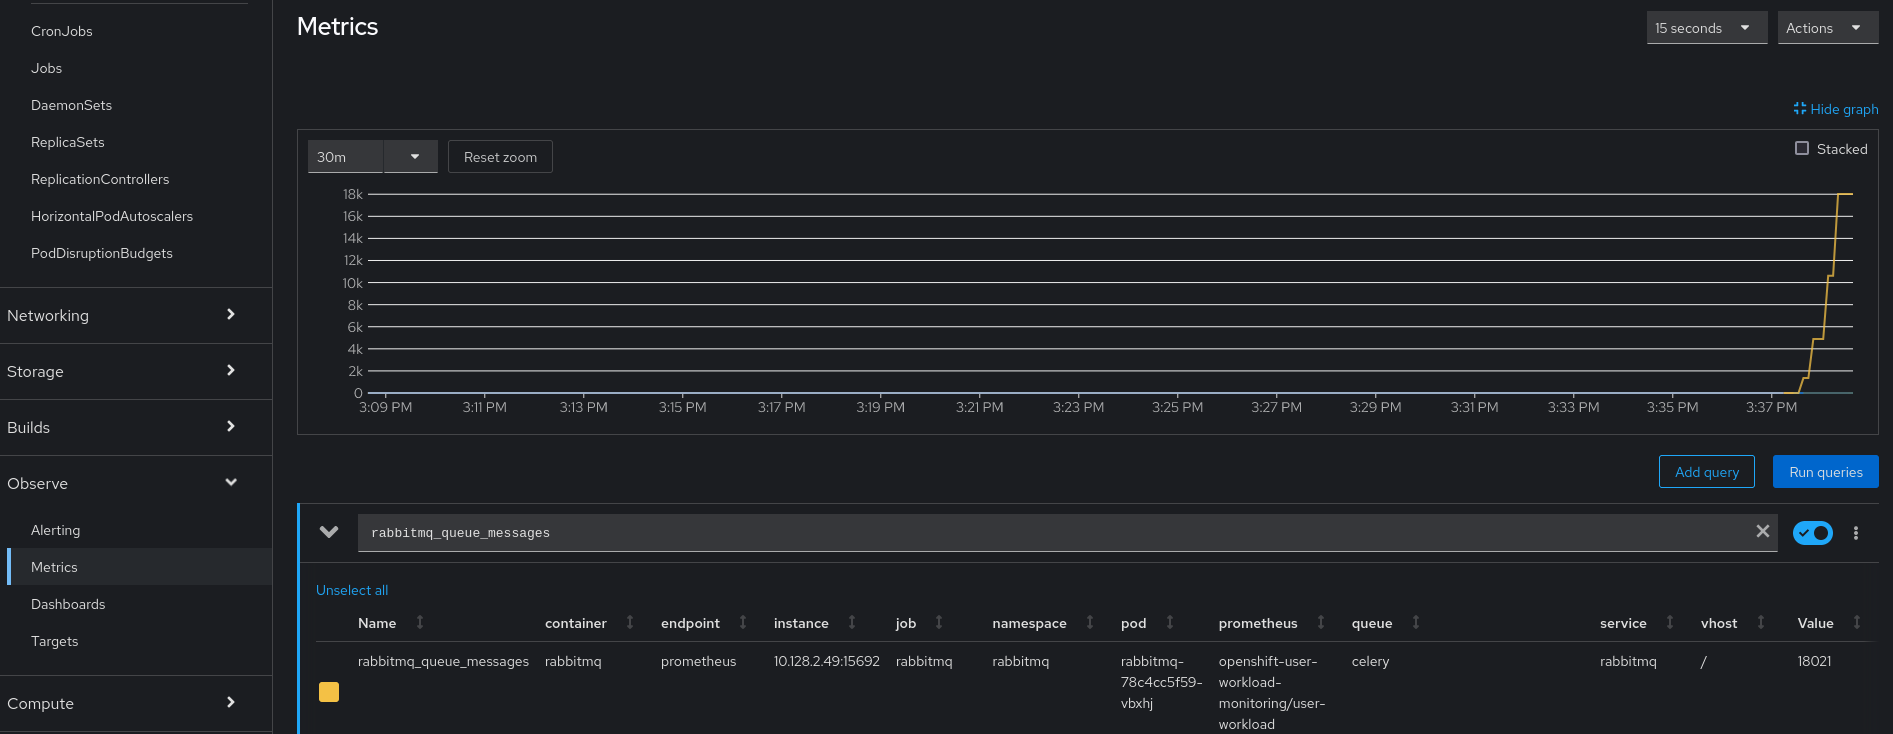 CronJobs
Jobs
DaemonSets
ReplicaSets
ReplicationControllers
HorizontalPodAutoscalers
PodDisruptionBudgets
Networking
Storage
Builds
Observe
Alerting
Metrics
Dashboards
Targets
Compute
Metrics
15 seconds
Actions
Hide graph
30m
Reset zoom
Stacked
18k
16k
14k
12k
10k
8k
6k
4k
2k
0
3:09 PM 3:11 PM 3:13 PM 3:15 PM 3:17 PM 3:19 PM 3:21 PM 3:23 PM 3:25 PM 3:27 PM 3:29 PM 3:31 PM 3:33 PM 3:35 PM 3:37 PM
Add query
Run queries
rabbitmq_queue_messages
Unselect all
Name container endpoint instance job namespace pod prometheus queue service vhost Value
rabbitmq_queue_messages rabbitmq prometheus 10.128.2.49:15692 rabbitmq rabbitmq rabbitmq- openshift-user- celery rabbitmq / 18021
78c4cc5f59- workload-
vbxhj monitoring/user-
workload